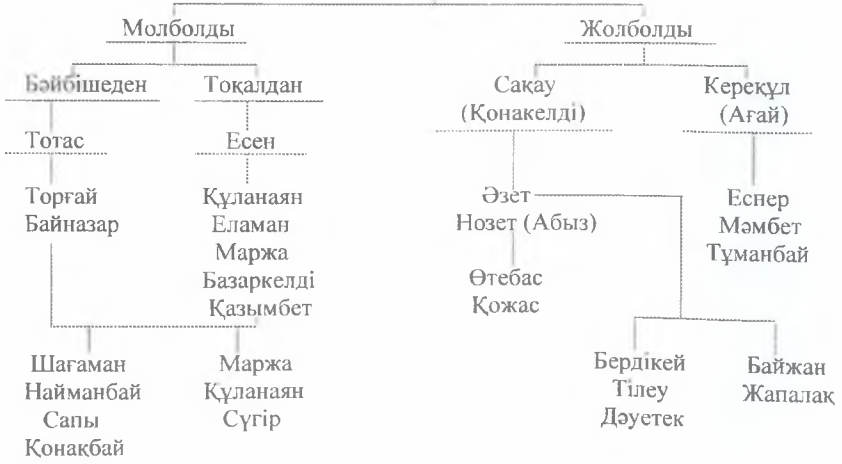 Молболды
Жолболды
Бәйбішеден
Тоқалдан
Сақау
(Қонакелді)
Керекұл
(Ағай)
Тотас
Есен
Торғай
Байназар
Құланаян
Еламан
Маржа
Базаркелді
Қазымбет
Әзет
Нозет (Абыз)
Еспер
Мәмбет
Тұманбай
Өтебас
Қожас
Шағаман
Найманбай
Сапы
Қонақбай
Маржа
Құланаян
Сүгір
Бердікей
Тілеу
Дәуетек
Байжан
Жапалақ